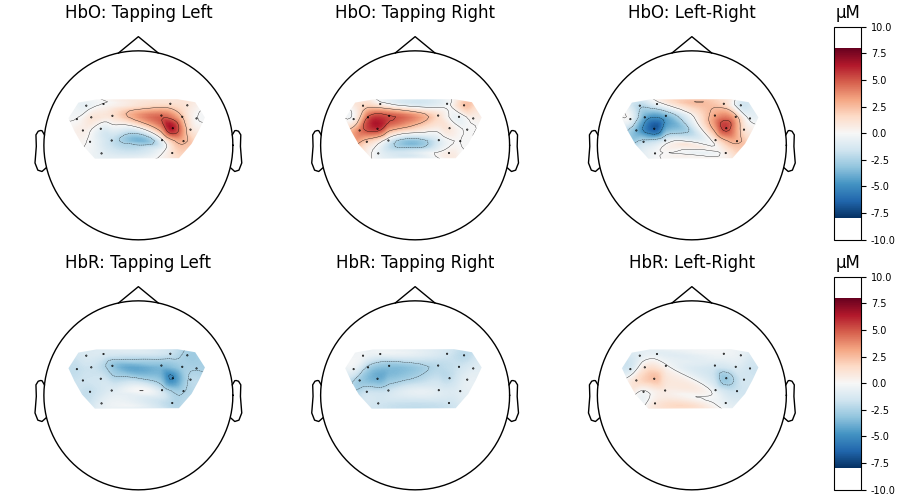 HbO: Tapping Left
HbO: Tapping Right
HbO: Left-Right
μM
10.0
7.5
5.0
2.5
0.0
-2.5
-5.0
-7.5
-10.0
HbR: Tapping Left
HbR: Tapping Right
HbR: Left-Right
μM
10.0
7.5
5.0
2.5
0.0
-2.5
-5.0
-7.5
-10.0